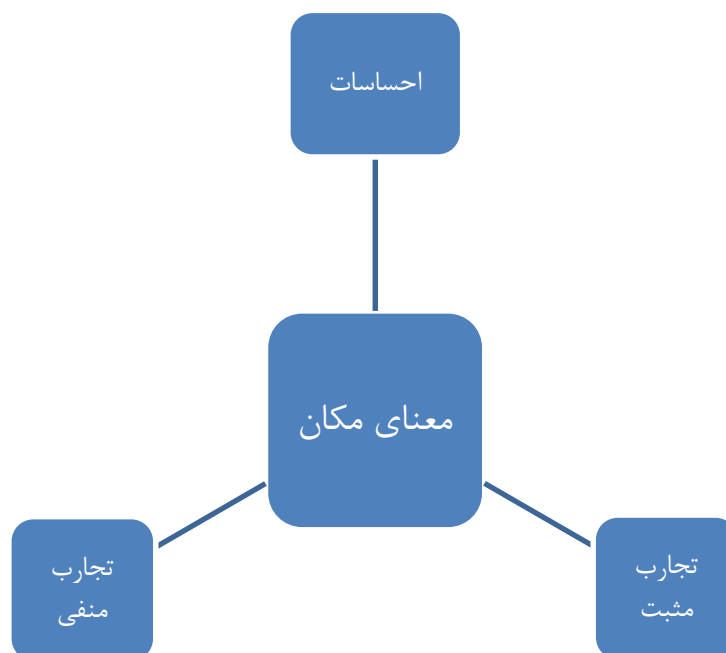 احساسات
معنای مکان
تجارب
مثبت
تجارب
منفی